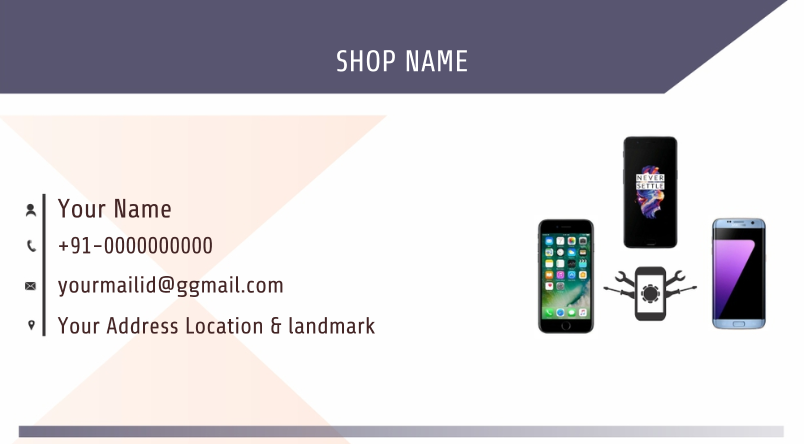 SHOP NAME
Your Name
+91-0000000000
yourmailid@ggmail.com
Your Address Location & landmark
NEVER
SETTLE